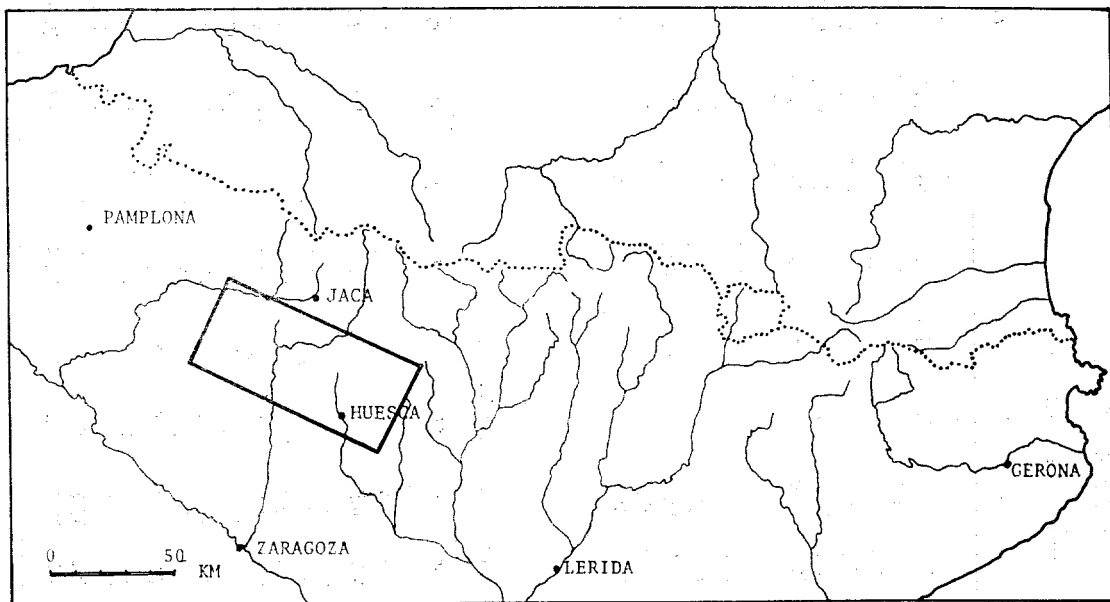 PAMPLONA
JACA
HUESCA
GERONA
ZARAGOZA
LERIDA
0 50
KM